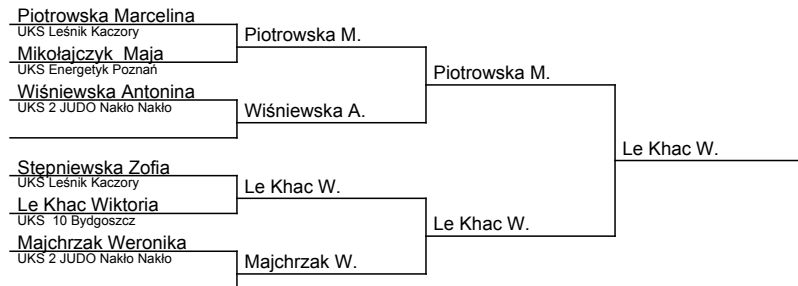 Piotrowska Marcelina
UKS Leśnik Kaczory
Piotrowska M.
Mikołajczyk  Maja
UKS Energetyk Poznań
Piotrowska M.
Wiśniewska Antonina
UKS 2 JUDO Nakło Nakło
Wiśniewska A.
Le Khac W.
Stępniewska Zofia
UKS Leśnik Kaczory
Le Khac W.
Le Khac Wiktoria
UKS  10 Bydgoszcz
Le Khac W.
Majchrzak Weronika
UKS 2 JUDO Nakło Nakło
Majchrzak W.